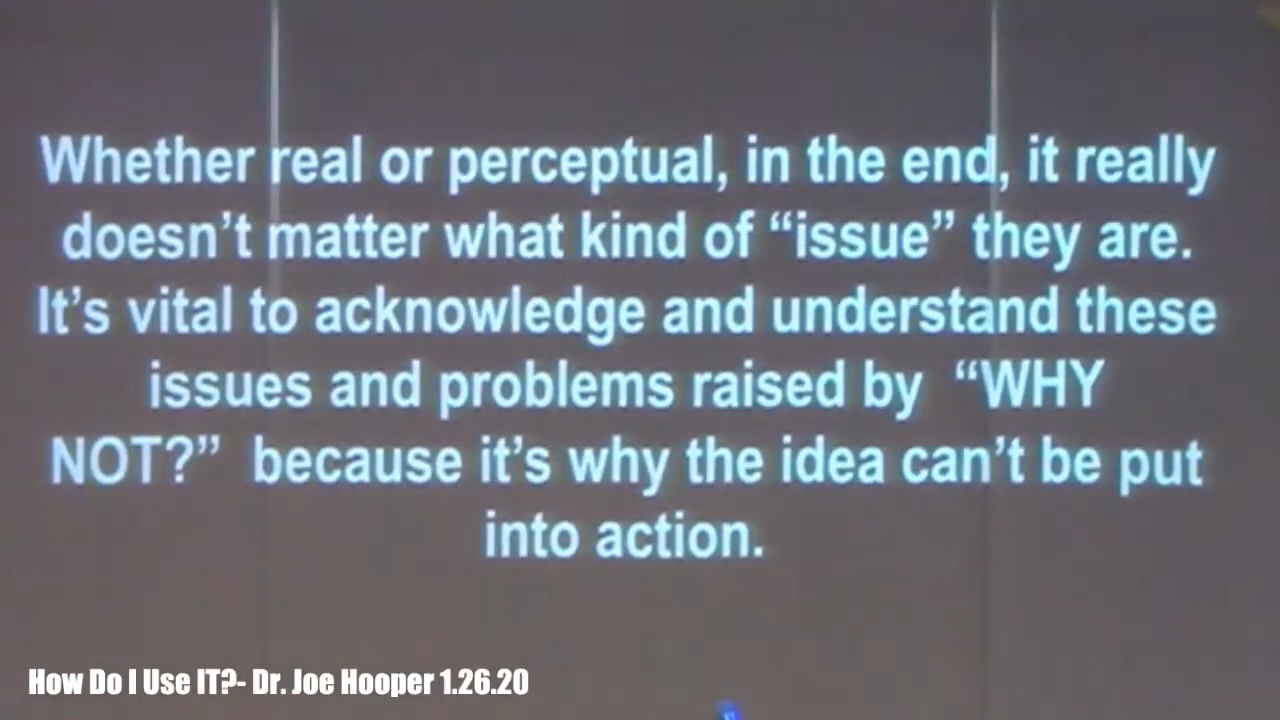 Whether real or perceptual, in the end, it really
doesn’t matter what kind of “issue” they are.
It’s vital to acknowledge and understand these
issues and problems raised by  “WHY
NOT?”  because it’s why the idea can’t be put
into action.
How Do I Use IT?- Dr. Joe Hooper 1.26.20